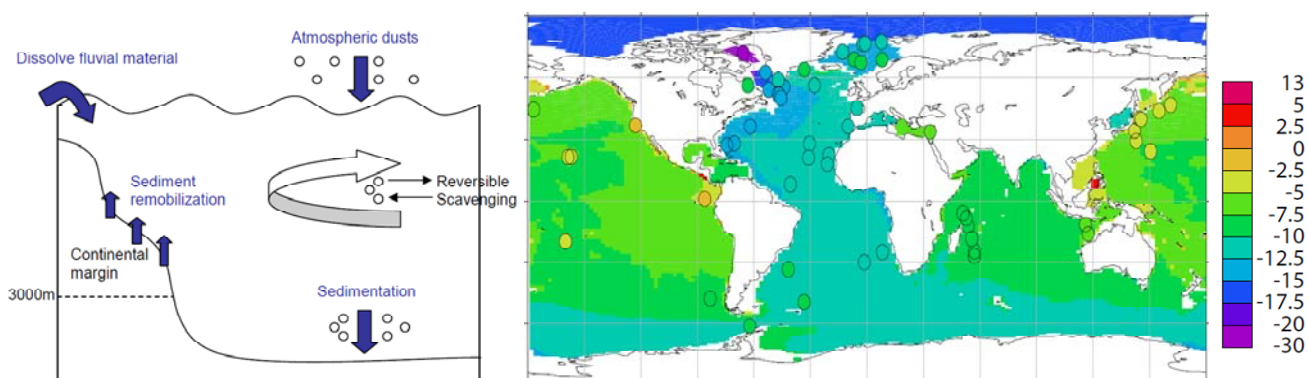 Dissolve fluvial material
Atmospheric dusts
Sediment
remobilization
Reversible
Scavenging
Continental
margin
3000m
Sedimentation
13
5
2.5
0
-2.5
-5
-7.5
-10
-12.5
-15
-17.5
-20
-30